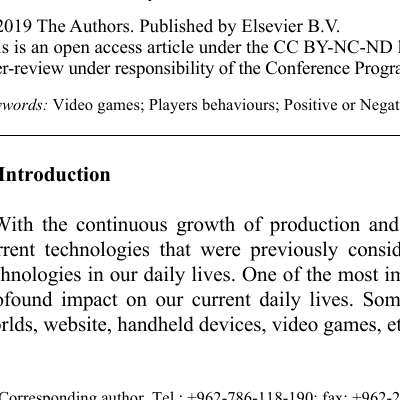 2019 The Authors. Published by Elsevier B.V.
is is an open access article under the CC BY-NC-ND
er-review under responsibility of the Conference Progra
words: Video games; Players behaviours; Positive or Negat
Introduction
With the continuous growth of production and
rrent technologies that were previously consid
hnologies in our daily lives. One of the most im
ofound impact on our current daily lives. Som
orlds, website, handheld devices, video games, et
Corresponding author. Tel.: +962-786-118-190; fax: +962-2